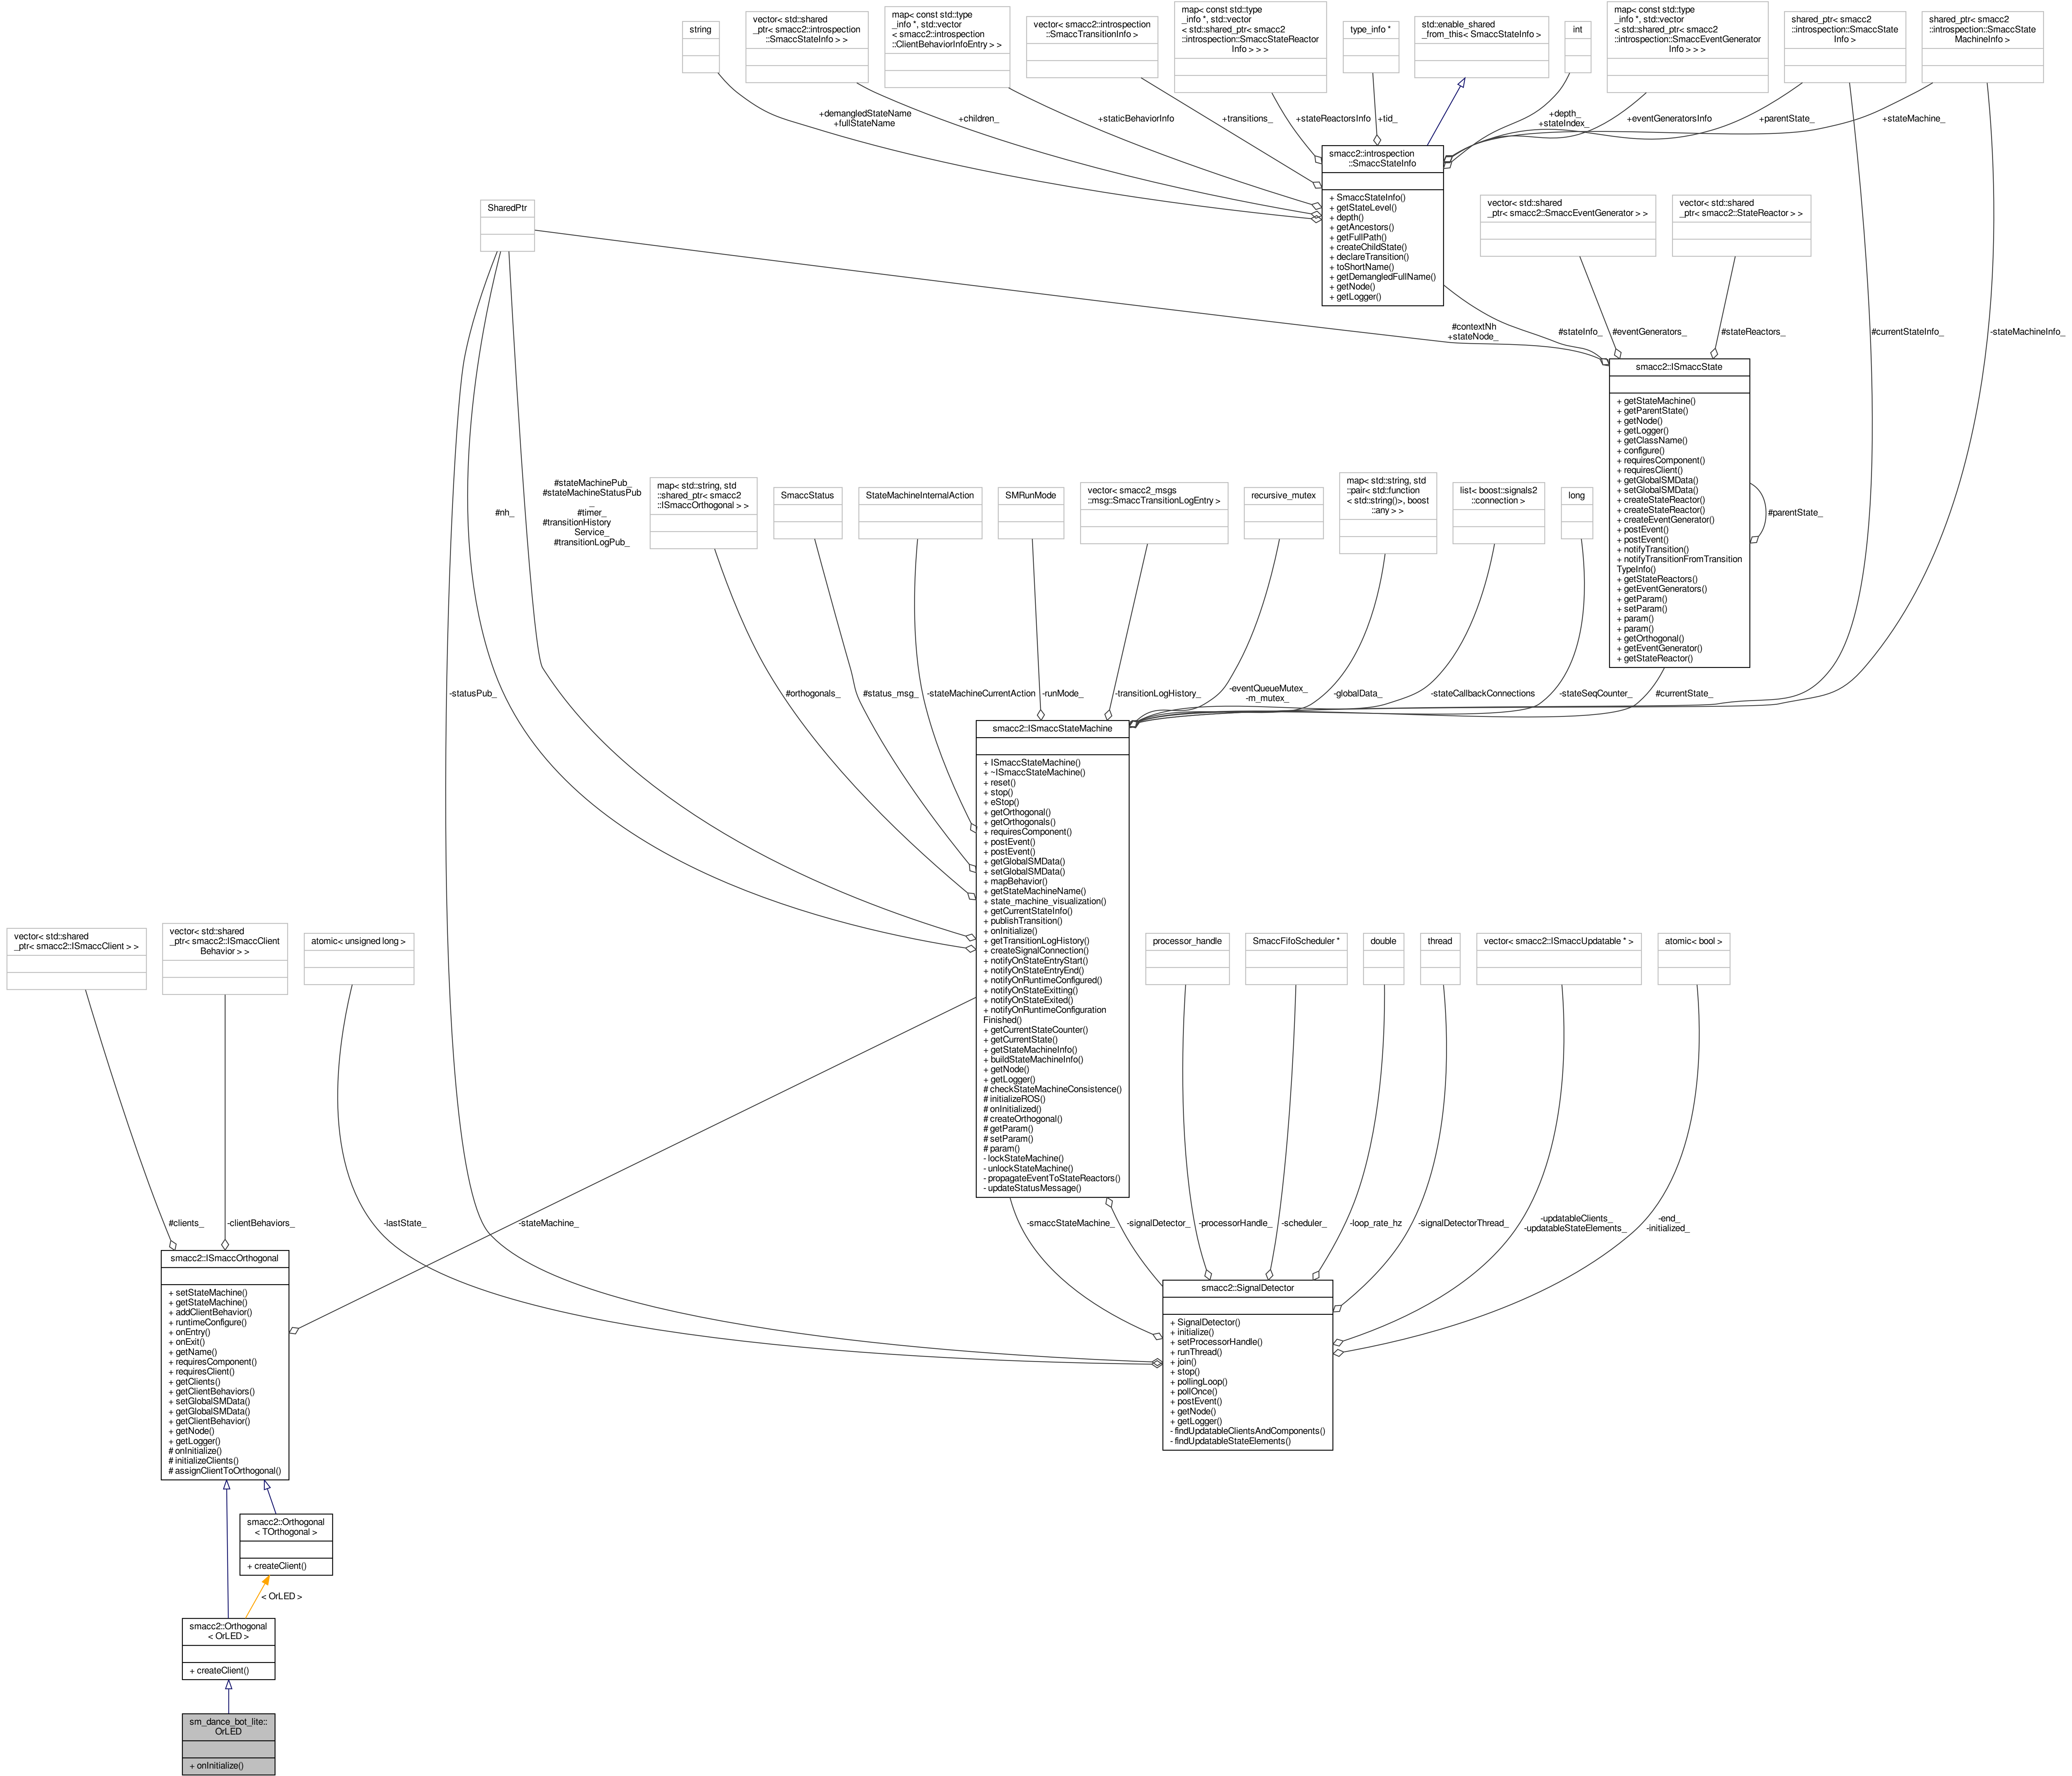 string
vector< std::shared
_ptr< smacc2::introspection
::SmaccStateInfo > >
map< const std::type
_info *, std::vector
< smacc2::introspection
::ClientBehaviorInfoEntry > >
vector< smacc2::introspection
::SmaccTransitionInfo >
map< const std::type
_info *, std::vector
< std::shared_ptr< smacc2
::introspection::SmaccStateReactor
Info > > >
type_info *
std::enable_shared
_from_this< SmaccStateInfo >
int
map< const std::type
_info *, std::vector
< std::shared_ptr< smacc2
::introspection::SmaccEventGenerator
Info > > >
shared_ptr< smacc2
::introspection::SmaccState
Info >
shared_ptr< smacc2
::introspection::SmaccState
MachineInfo >
+demangledStateName
+fullStateName
+children_
+staticBehaviorInfo
+transitions_
+stateReactorsInfo
+tid_
+depth_
+stateIndex_
+eventGeneratorsInfo
+parentState_
+stateMachine_
smacc2::introspection
::SmaccStateInfo
+ SmaccStateInfo()
+ getStateLevel()
+ depth()
+ getAncestors()
+ getFullPath()
+ createChildState()
+ declareTransition()
+ toShortName()
+ getDemangledFullName()
+ getNode()
+ getLogger()
SharedPtr
vector< std::shared
_ptr< smacc2::SmaccEventGenerator > >
vector< std::shared
_ptr< smacc2::StateReactor > >
#contextNh
+stateNode_
#stateInfo_
#eventGenerators_
#stateReactors_
#currentStateInfo_
-stateMachineInfo_
smacc2::ISmaccState
+ getStateMachine()
+ getParentState()
+ getNode()
+ getLogger()
+ getClassName()
+ configure()
+ requiresComponent()
+ requiresClient()
+ getGlobalSMData()
+ setGlobalSMData()
+ createStateReactor()
+ createStateReactor()
+ createEventGenerator()
+ postEvent()
+ postEvent()
+ notifyTransition()
+ notifyTransitionFromTransition
TypeInfo()
+ getStateReactors()
+ getEventGenerators()
+ getParam()
+ setParam()
+ param()
+ param()
+ getOrthogonal()
+ getEventGenerator()
+ getStateReactor()
#parentState_
#nh_
#stateMachinePub_
#stateMachineStatusPub
_
#timer_
#transitionHistory
Service_
#transitionLogPub_
map< std::string, std
::shared_ptr< smacc2
::ISmaccOrthogonal > >
SmaccStatus
StateMachineInternalAction
SMRunMode
vector< smacc2_msgs
::msg::SmaccTransitionLogEntry >
recursive_mutex
map< std::string, std
::pair< std::function
< std::string()>, boost
::any > >
list< boost::signals2
::connection >
long
-statusPub_
#orthogonals_
#status_msg_
-stateMachineCurrentAction
-runMode_
-transitionLogHistory_
-eventQueueMutex_
-m_mutex_
-globalData_
-stateCallbackConnections
-stateSeqCounter_
#currentState_
smacc2::ISmaccStateMachine
+ ISmaccStateMachine()
+ ~ISmaccStateMachine()
+ reset()
+ stop()
+ eStop()
+ getOrthogonal()
+ getOrthogonals()
+ requiresComponent()
+ postEvent()
+ postEvent()
+ getGlobalSMData()
+ setGlobalSMData()
+ mapBehavior()
+ getStateMachineName()
+ state_machine_visualization()
+ getCurrentStateInfo()
+ publishTransition()
+ onInitialize()
+ getTransitionLogHistory()
+ createSignalConnection()
+ notifyOnStateEntryStart()
+ notifyOnStateEntryEnd()
+ notifyOnRuntimeConfigured()
+ notifyOnStateExitting()
+ notifyOnStateExited()
+ notifyOnRuntimeConfiguration
Finished()
+ getCurrentStateCounter()
+ getCurrentState()
+ getStateMachineInfo()
+ buildStateMachineInfo()
+ getNode()
+ getLogger()
# checkStateMachineConsistence()
# initializeROS()
# onInitialized()
# createOrthogonal()
# getParam()
# setParam()
# param()
- lockStateMachine()
- unlockStateMachine()
- propagateEventToStateReactors()
- updateStatusMessage()
vector< std::shared
_ptr< smacc2::ISmaccClient > >
vector< std::shared
_ptr< smacc2::ISmaccClient
Behavior > >
atomic< unsigned long >
processor_handle
SmaccFifoScheduler *
double
thread
vector< smacc2::ISmaccUpdatable * >
atomic< bool >
#clients_
-clientBehaviors_
-lastState_
-stateMachine_
-smaccStateMachine_
-signalDetector_
-processorHandle_
-scheduler_
-loop_rate_hz
-signalDetectorThread_
-updatableClients_
-updatableStateElements_
-end_
-initialized_
smacc2::ISmaccOrthogonal
+ setStateMachine()
+ getStateMachine()
+ addClientBehavior()
+ runtimeConfigure()
+ onEntry()
+ onExit()
+ getName()
+ requiresComponent()
+ requiresClient()
+ getClients()
+ getClientBehaviors()
+ setGlobalSMData()
+ getGlobalSMData()
+ getClientBehavior()
+ getNode()
+ getLogger()
# onInitialize()
# initializeClients()
# assignClientToOrthogonal()
smacc2::SignalDetector
+ SignalDetector()
+ initialize()
+ setProcessorHandle()
+ runThread()
+ join()
+ stop()
+ pollingLoop()
+ pollOnce()
+ postEvent()
+ getNode()
+ getLogger()
- findUpdatableClientsAndComponents()
- findUpdatableStateElements()
smacc2::Orthogonal
< TOrthogonal >
+ createClient()
< OrLED >
smacc2::Orthogonal
< OrLED >
+ createClient()
sm_dance_bot_lite::
OrLED
+ onInitialize()